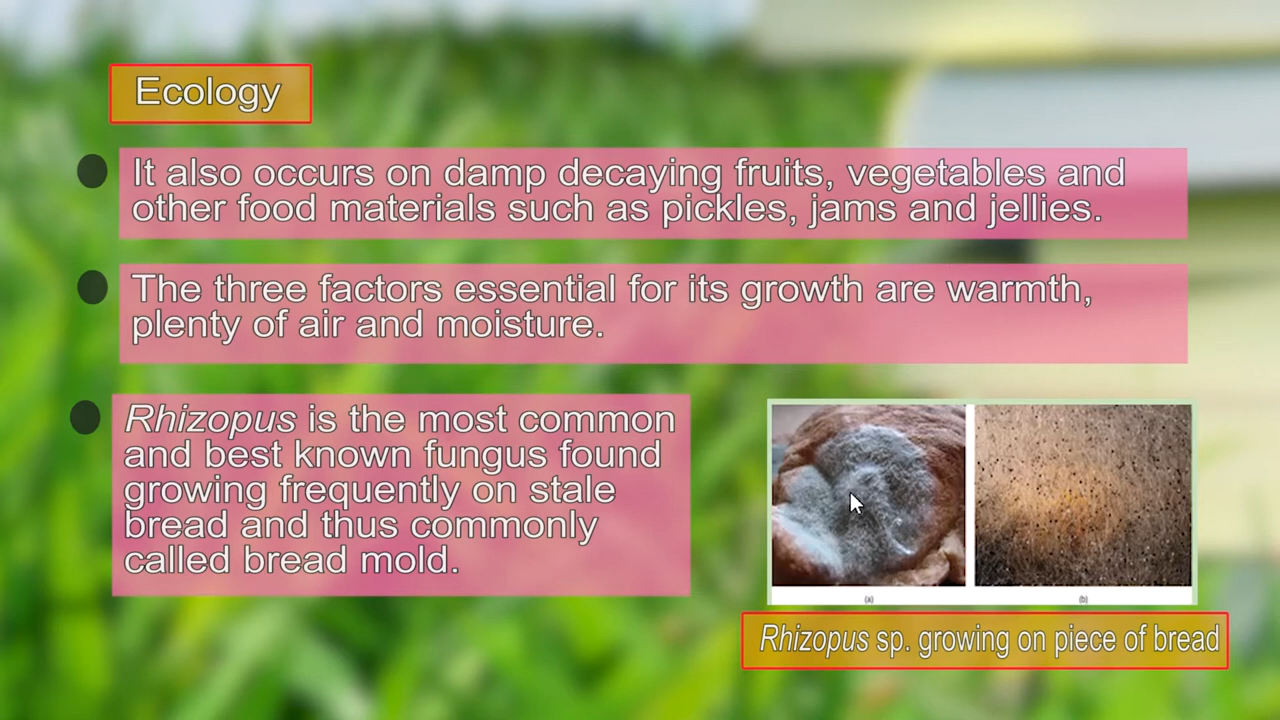 Ecology
It also occurs on damp decaying fruits, vegetables and
other food materials such as pickles, jams and jellies.
The three factors essential for its growth are warmth,
plenty of air and moisture.
Rhizopus is the most common
and best known fungus found
growing frequently on stale
bread and thus commonly
called bread mold.
(a)
(b)
Rhizopus sp. growing on piece of bread